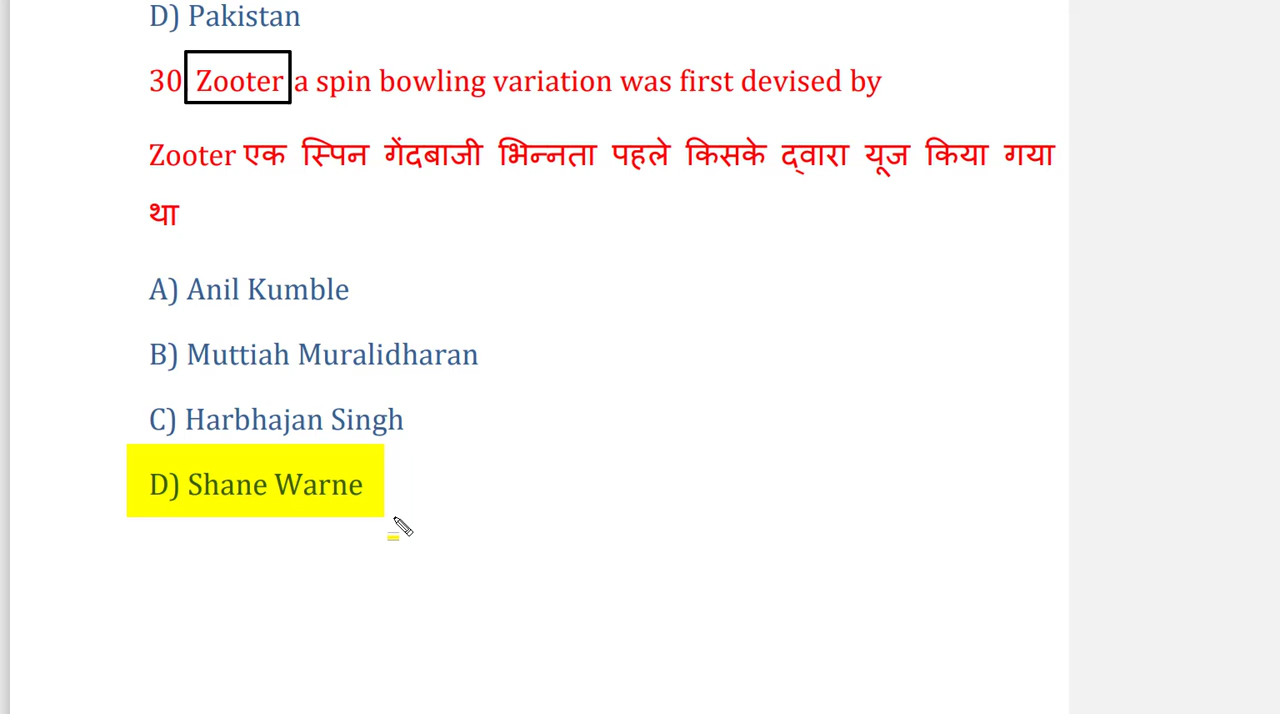 D) Pakistan
30 Zooter a spin bowling variation was first devised by
Zooter एक स्पिन गेंदबाजी भिन्नता पहले किसके द्वारा यूज किया गया
था
A) Anil Kumble
B) Muttiah Muralidharan
C) Harbhajan Singh
D) Shane Warne